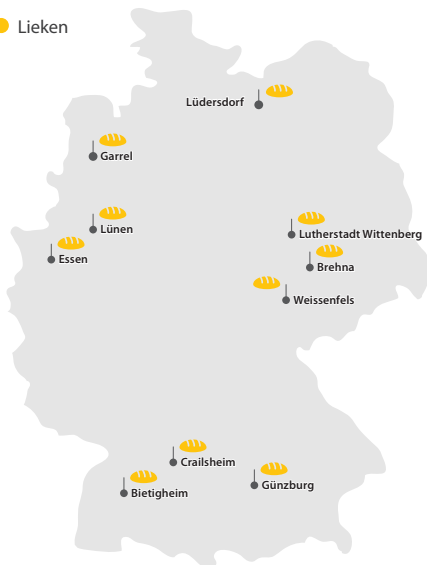 Lieken
Lüdersdorf
Garrel
Lünen
Lutherstadt Wittenberg
Essen
Brehna
Weissenfels
Crailsheim
Günzburg
Bietigheim